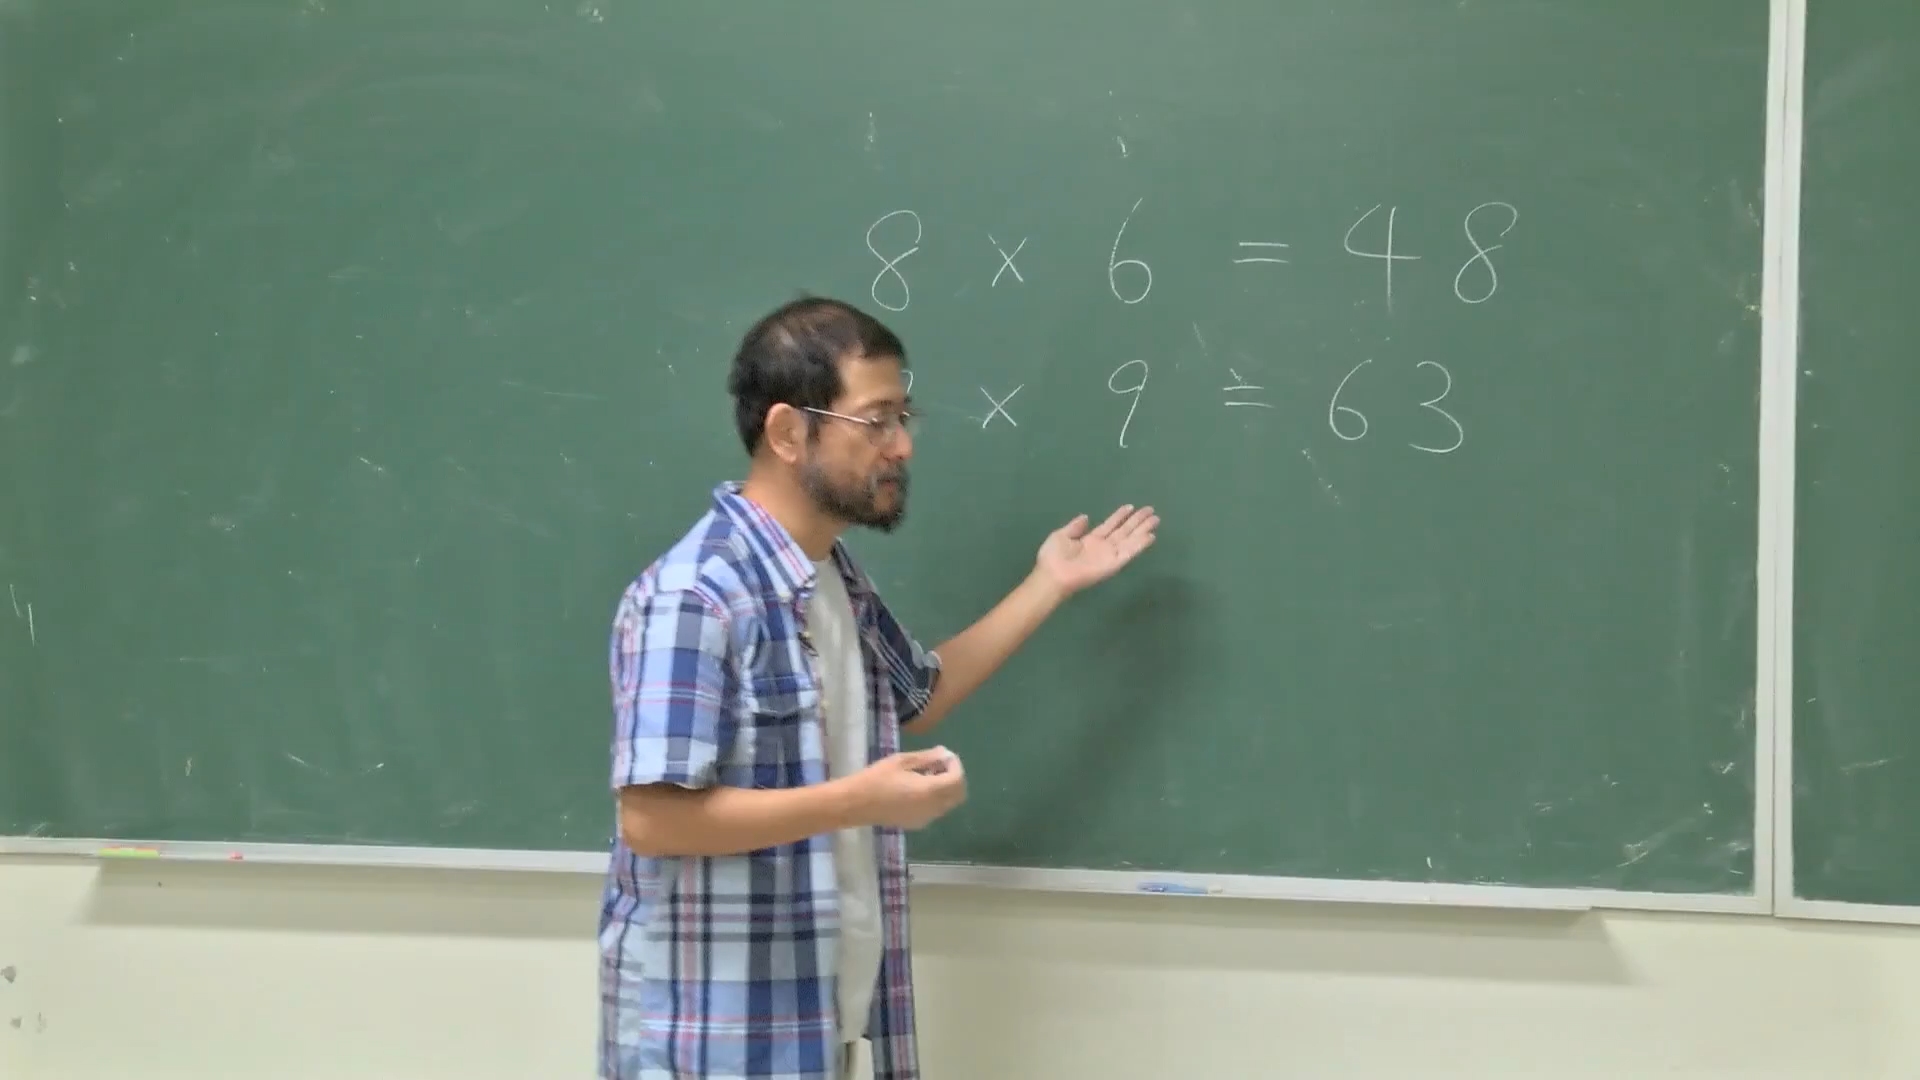 8 × 6 = 48
× 9 = 63